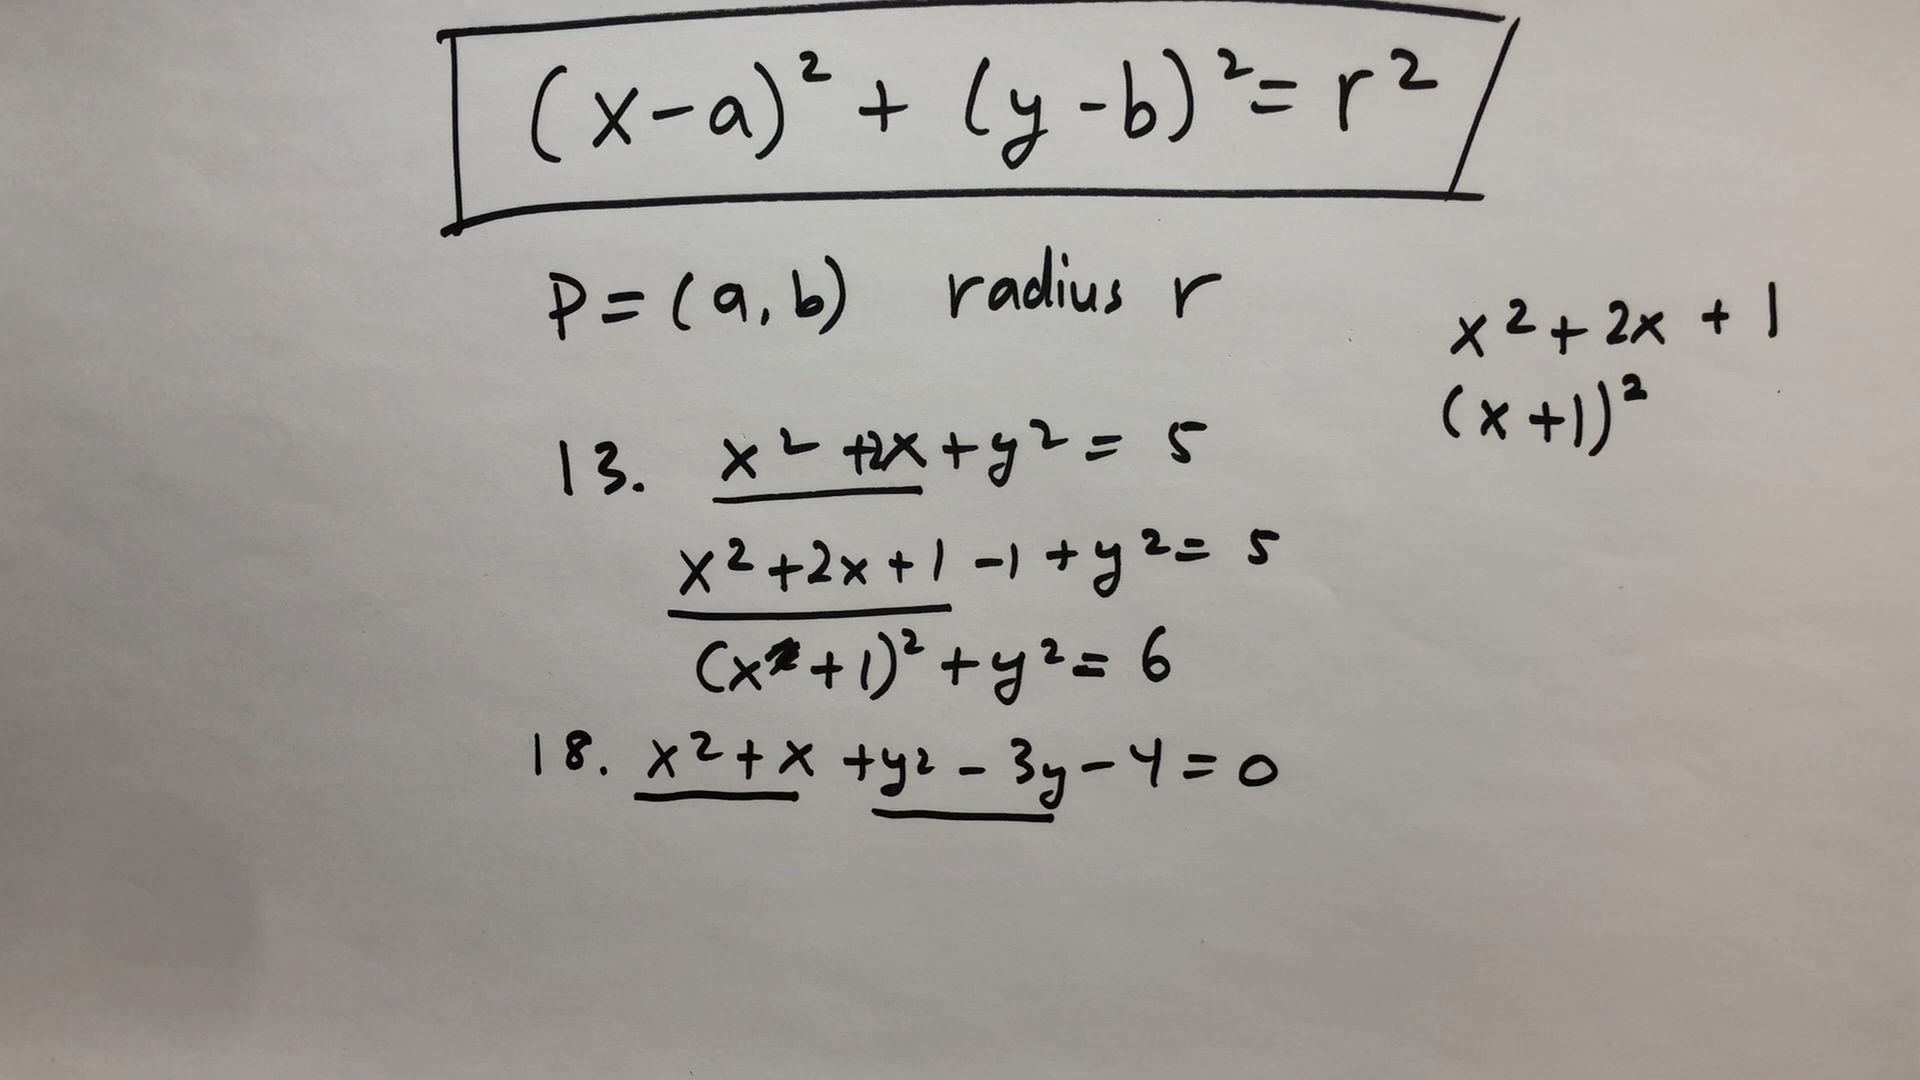 (x-a)² + (y-b)² = r²
P = (a, b) radius r
x² + 2x + 1
(x+1)²
13. x² +2x + y² = 5
x² + 2x + 1 - 1 + y² = 5
(x + 1)² + y² = 6
18. x² + x + y² - 3y - 4 = 0